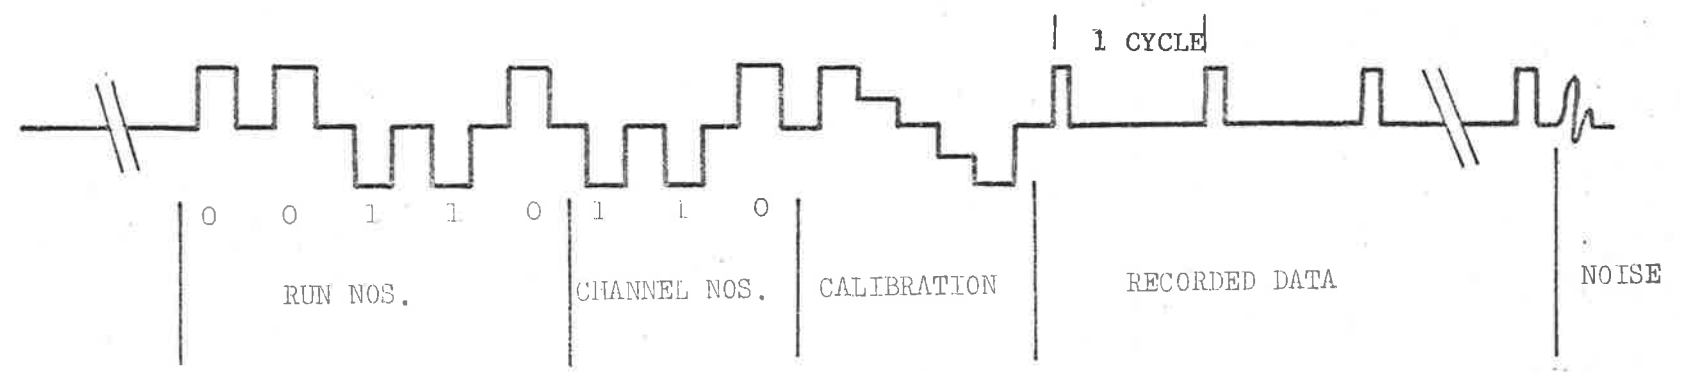 1 CYCLE
0 0 1 1 0 1 1 0
RUN NOS. CHANNEL NOS. CALIBRATION RECORDED DATA NOISE